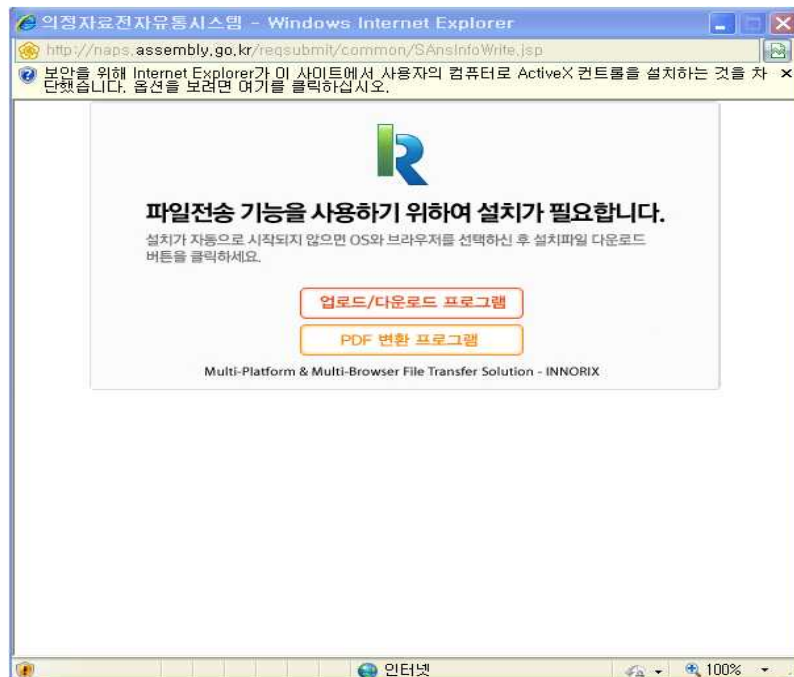 의정자료전자유통시스템 - Windows Internet Explorer
http://naps.assembly.go.kr/reqsubmit/common/SAnsInfoWrite.jsp
보안을 위해 Internet Explorer가 이 사이트에서 사용자의 컴퓨터로 ActiveX 컨트롤을 설치하는 것을 차
단했습니다. 옵션을 보려면 여기를 클릭하십시오.
파일전송 기능을 사용하기 위하여 설치가 필요합니다.
설치가 자동으로 시작되지 않으면 OS와 브라우저를 선택하신 후 설치파일 다운로드
버튼을 클릭하세요.
업로드/다운로드 프로그램
PDF 변환 프로그램
Multi-Platform & Multi-Browser File Transfer Solution - INNORIX
인터넷
100%